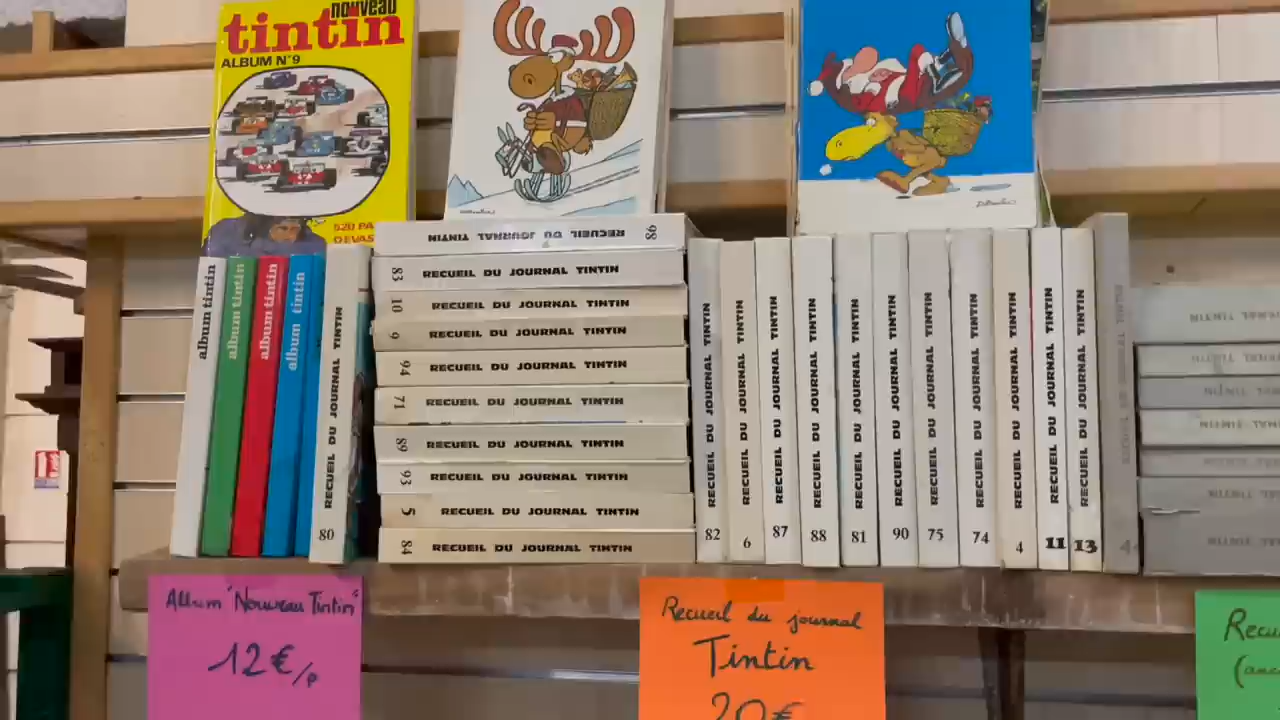 nouveau
tintin
ALBUM N°9
520 PA
DEVAS
album tintin
album tintin
album tintin
album tintin
RECUEIL DU JOURNAL TINTIN 80
RECUEIL DU JOURNAL TINTIN 98
83 RECUEIL DU JOURNAL TINTIN
10 RECUEIL DU JOURNAL TINTIN
9 RECUEIL DU JOURNAL TINTIN
94 RECUEIL DU JOURNAL TINTIN
71 RECUEIL DU JOURNAL TINTIN
89 RECUEIL DU JOURNAL TINTIN
93 RECUEIL DU JOURNAL TINTIN
5 RECUEIL DU JOURNAL TINTIN
84 RECUEIL DU JOURNAL TINTIN
RECUEIL DU JOURNAL TINTIN 82
RECUEIL DU JOURNAL TINTIN 6
RECUEIL DU JOURNAL TINTIN 87
RECUEIL DU JOURNAL TINTIN 88
RECUEIL DU JOURNAL TINTIN 81
RECUEIL DU JOURNAL TINTIN 90
RECUEIL DU JOURNAL TINTIN 75
RECUEIL DU JOURNAL TINTIN 74
RECUEIL DU JOURNAL TINTIN 4
RECUEIL DU JOURNAL TINTIN 11
RECUEIL DU JOURNAL TINTIN 13
Album "Nouveau Tintin"
12€/p
Recueil du journal
Tintin
20€
Recu
(anc